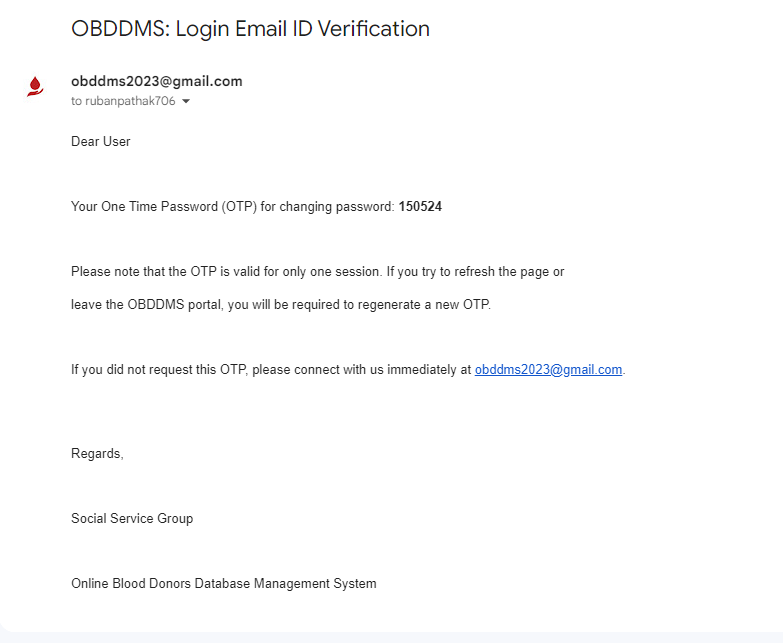 OBDDMS: Login Email ID Verification
obddms2023@gmail.com
to rubanpathak706
Dear User
Your One Time Password (OTP) for changing password: 150524
Please note that the OTP is valid for only one session. If you try to refresh the page or
leave the OBDDMS portal, you will be required to regenerate a new OTP.
If you did not request this OTP, please connect with us immediately at obddms2023@gmail.com.
Regards,
Social Service Group
Online Blood Donors Database Management System